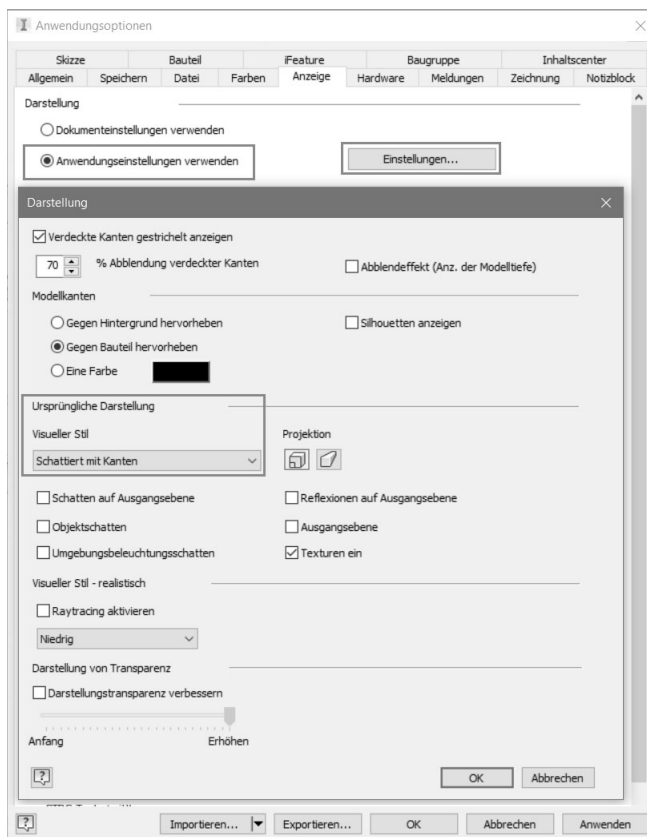 Anwendungsoptionen
Skizze Bauteil iFeature Baugruppe Inhaltscenter
Allgemein Speichern Datei Farben Anzeige Hardware Meldungen Zeichnung Notizblock
Darstellung
Dokumenteinstellungen verwenden
Anwendungseinstellungen verwenden Einstellungen...
Darstellung
Verdeckte Kanten gestrichelt anzeigen
70 % Abblendung verdeckter Kanten Abblendeffekt (Anz. der Modelltiefe)
Modellkanten
Gegen Hintergrund hervorheben Silhouetten anzeigen
Gegen Bauteil hervorheben
Eine Farbe
Ursprüngliche Darstellung
Visueller Stil Projektion
Schattiert mit Kanten
Schatten auf Ausgangsebene Reflexionen auf Ausgangsebene
Objektschatten Ausgangsebene
Umgebungsbeleuchtungsschatten Texturen ein
Visueller Stil - realistisch
Raytracing aktivieren
Niedrig
Darstellung von Transparenz
Darstellungstransparenz verbessern
Anfang Erhöhen
? OK Abbrechen
? Importieren... Exportieren... OK Abbrechen Anwenden